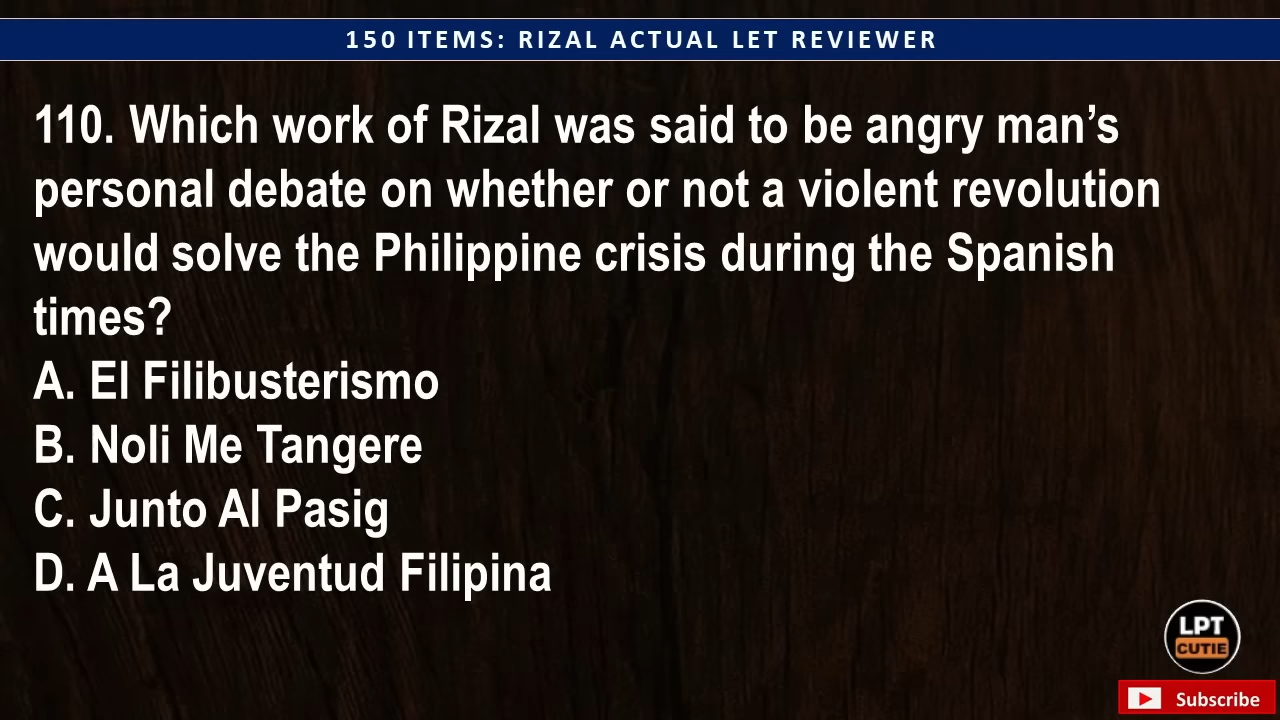 150 ITEMS: RIZAL ACTUAL LET REVIEWER
110. Which work of Rizal was said to be angry man’s
personal debate on whether or not a violent revolution
would solve the Philippine crisis during the Spanish
times?
A. El Filibusterismo
B. Noli Me Tangere
C. Junto Al Pasig
D. A La Juventud Filipina
LPT
CUTIE
Subscribe